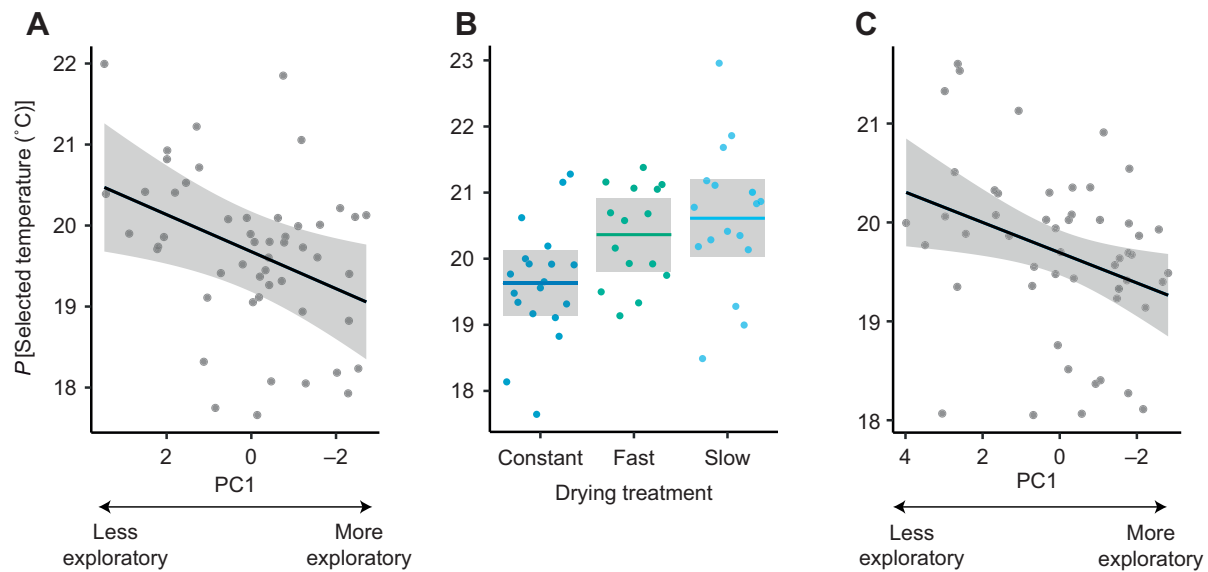 A
B
C
P [Selected temperature (˚C)]
22
21
20
19
18
2
0
–2
PC1
Less
exploratory
More
exploratory
23
22
21
20
19
18
Constant
Fast
Slow
Drying treatment
21
20
19
18
4
2
0
–2
PC1
Less
exploratory
More
exploratory